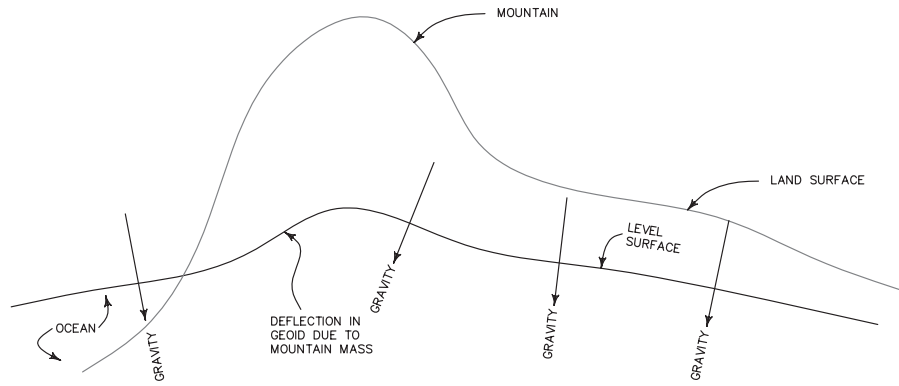 MOUNTAIN
LAND SURFACE
LEVEL
SURFACE
OCEAN
DEFLECTION IN
GEOID DUE TO
MOUNTAIN MASS
GRAVITY
GRAVITY
GRAVITY
GRAVITY